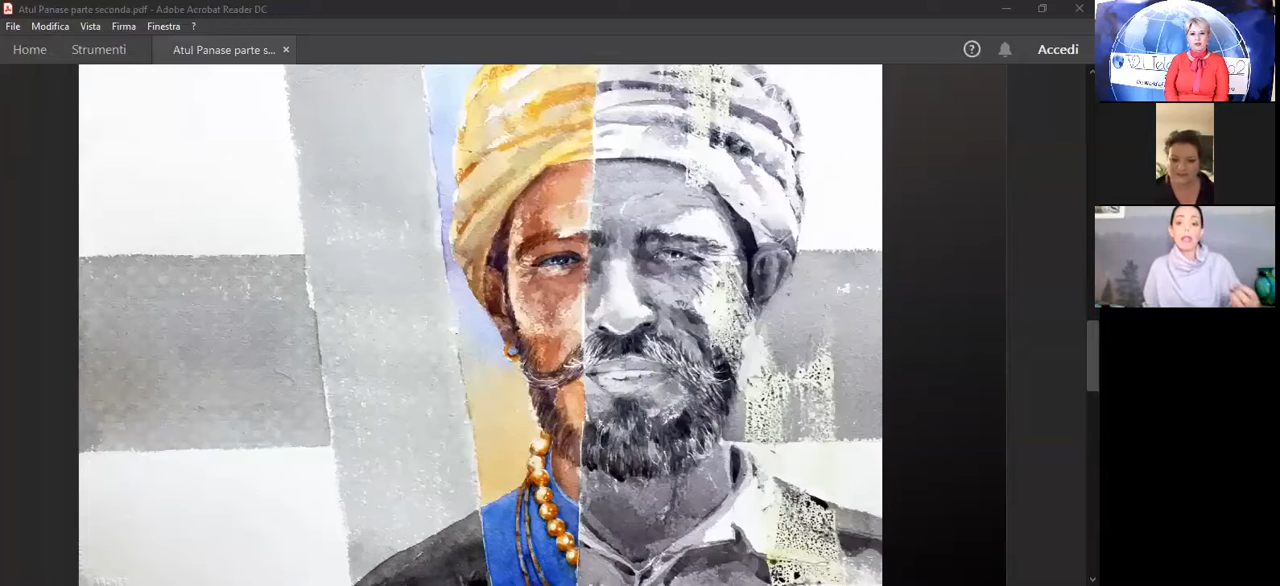 Atul Panase parte seconda.pdf - Adobe Acrobat Reader DC
File Modifica Vista Firma Finestra ?
Home Strumenti Atul Panase parte s... × Accedi